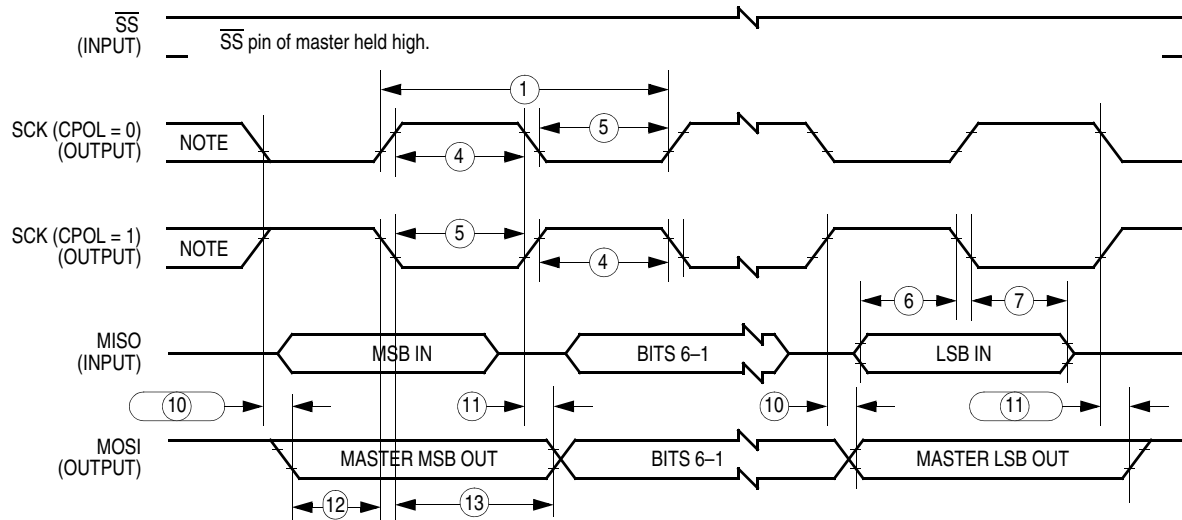 SS
(INPUT)
SS pin of master held high.
1
SCK (CPOL = 0)
(OUTPUT)
NOTE
5
4
SCK (CPOL = 1)
(OUTPUT)
NOTE
5
4
6
7
MISO
(INPUT)
MSB IN
BITS 6–1
LSB IN
10
11
10
11
MOSI
(OUTPUT)
MASTER MSB OUT
BITS 6–1
MASTER LSB OUT
12
13